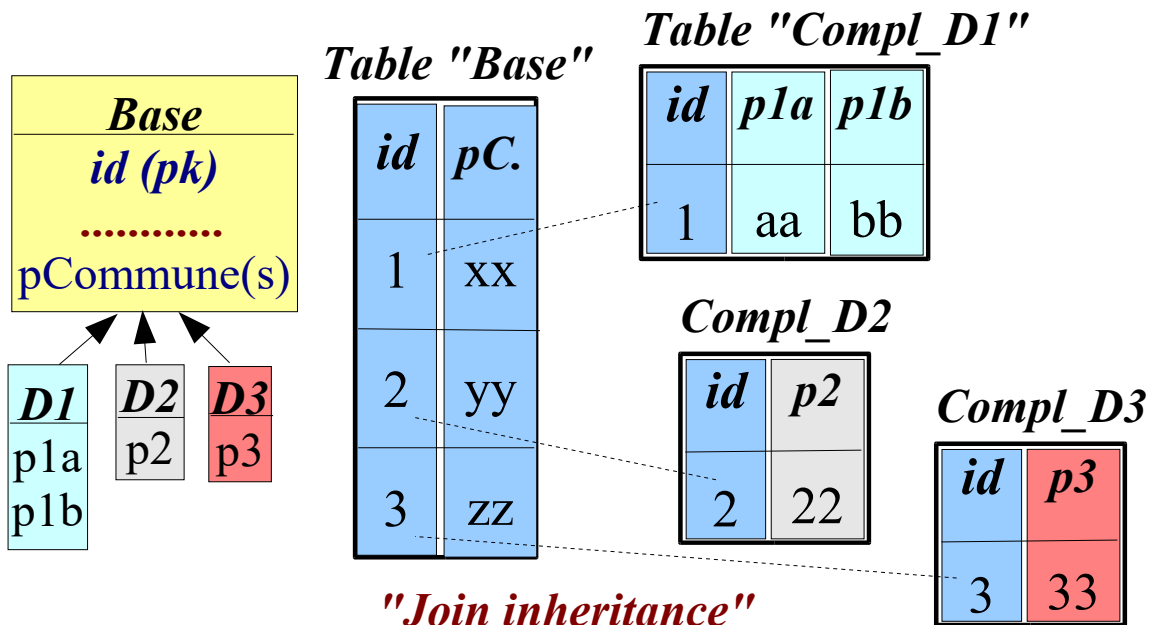 Base
id (pk)
............
pCommune(s)
D1
p1a
p1b
D2
p2
D3
p3
Table "Base"
id pC.
1 xx
2 yy
3 zz
Table "Compl_D1"
id p1a p1b
1 aa bb
Compl_D2
id p2
2 22
Compl_D3
id p3
3 33
"Join inheritance"